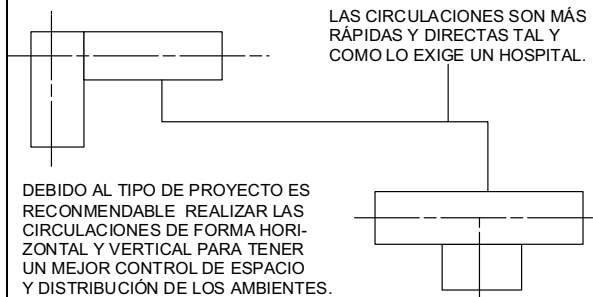 LAS CIRCULACIONES SON MÁS
RÁPIDAS Y DIRECTAS TAL Y
COMO LO EXIGE UN HOSPITAL.
DEBIDO AL TIPO DE PROYECTO ES
RECONMENDABLE REALIZAR LAS
CIRCULACIONES DE FORMA HORI-
ZONTAL Y VERTICAL PARA TENER
UN MEJOR CONTROL DE ESPACIO
Y DISTRIBUCIÓN DE LOS AMBIENTES.